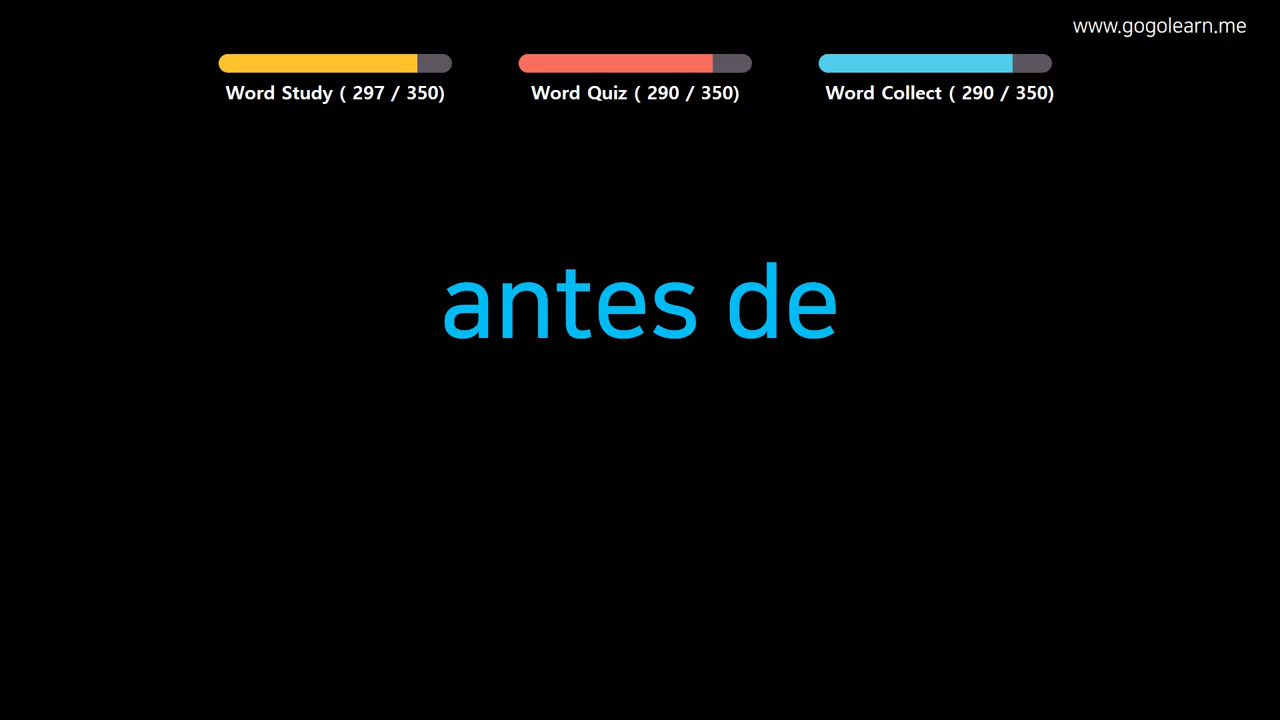 www.gogolearn.me
Word Study ( 297 / 350)
Word Quiz ( 290 / 350)
Word Collect ( 290 / 350)
antes de